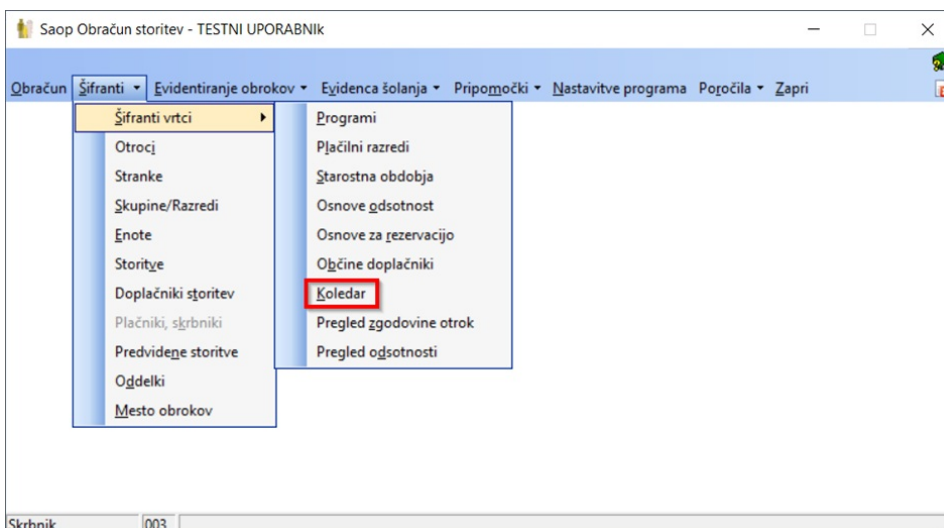 Saop Obračun storitev - TESTNI UPORABNIk
Obračun Šifranti Evidentiranje obrokov Evidenca šolanja Pripomočki Nastavitve programa Poročila Zapri
Šifranti vrtci
Otroci
Stranke
Skupine/Razredi
Enote
Storitve
Doplačniki storitev
Plačniki, skrbniki
Predvidene storitve
Oddelki
Mesto obrokov
Programi
Plačilni razredi
Starostna obdobja
Osnove odsotnost
Osnove za rezervacijo
Občine doplačniki
Koledar
Pregled zgodovine otrok
Pregled odsotnosti
Skrbnik 003